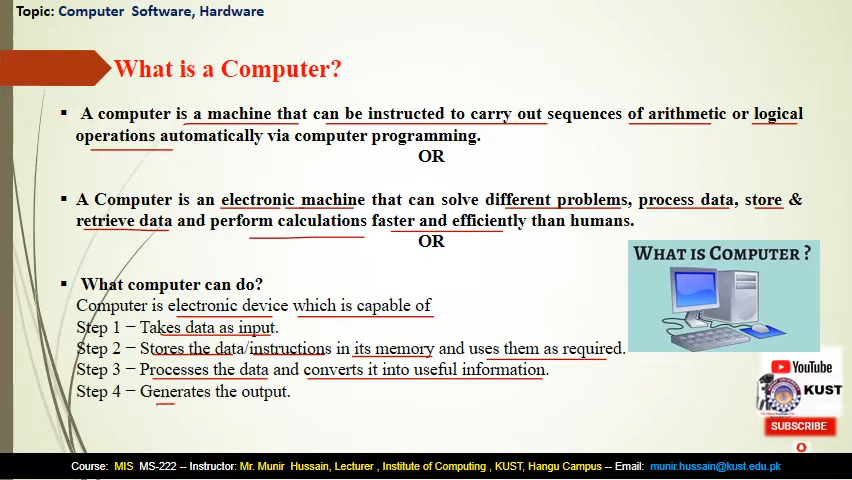 Topic: Computer Software, Hardware
What is a Computer?
▪ A computer is a machine that can be instructed to carry out sequences of arithmetic or logical
operations automatically via computer programming.
OR
▪ A Computer is an electronic machine that can solve different problems, process data, store &
retrieve data and perform calculations faster and efficiently than humans.
OR
WHAT IS COMPUTER ?
▪ What computer can do?
Computer is electronic device which is capable of
Step 1 − Takes data as input.
Step 2 − Stores the data/instructions in its memory and uses them as required.
Step 3 − Processes the data and converts it into useful information.
Step 4 − Generates the output.
YouTube
KUST
SUBSCRIBE
Course: MIS MS-222 -- Instructor: Mr. Munir Hussain, Lecturer , Institute of Computing , KUST, Hangu Campus -- Email: munir.hussain@kust.edu.pk